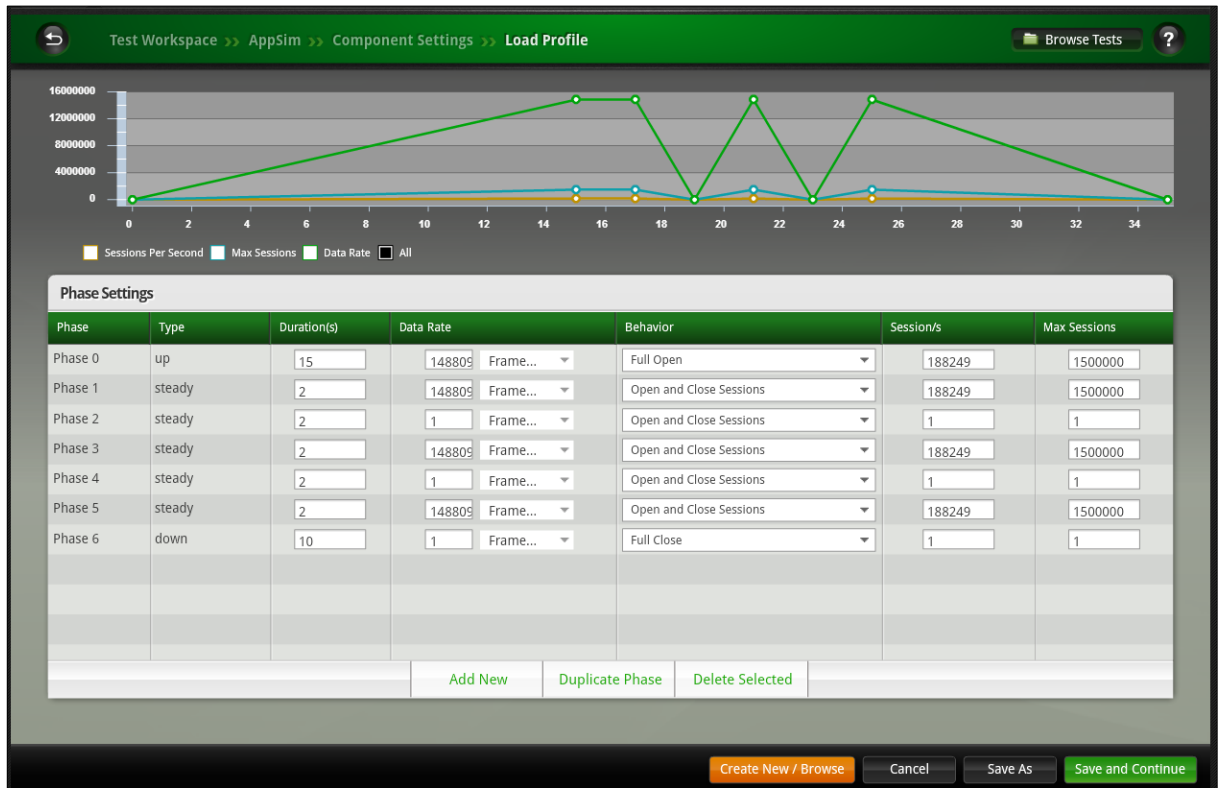 Test Workspace >> AppSim >> Component Settings >> Load Profile Browse Tests ?
16000000
12000000
8000000
4000000
0
0 2 4 6 8 10 12 14 16 18 20 22 24 26 28 30 32 34
Sessions Per Second Max Sessions Data Rate All
Phase Settings
Phase Type Duration(s) Data Rate Behavior Session/s Max Sessions
Phase 0 up 15 148809 Frame... Full Open 188249 1500000
Phase 1 steady 2 148809 Frame... Open and Close Sessions 188249 1500000
Phase 2 steady 2 1 Frame... Open and Close Sessions 1 1
Phase 3 steady 2 148809 Frame... Open and Close Sessions 188249 1500000
Phase 4 steady 2 1 Frame... Open and Close Sessions 1 1
Phase 5 steady 2 148809 Frame... Open and Close Sessions 188249 1500000
Phase 6 down 10 1 Frame... Full Close 1 1
Add New Duplicate Phase Delete Selected
Create New / Browse Cancel Save As Save and Continue